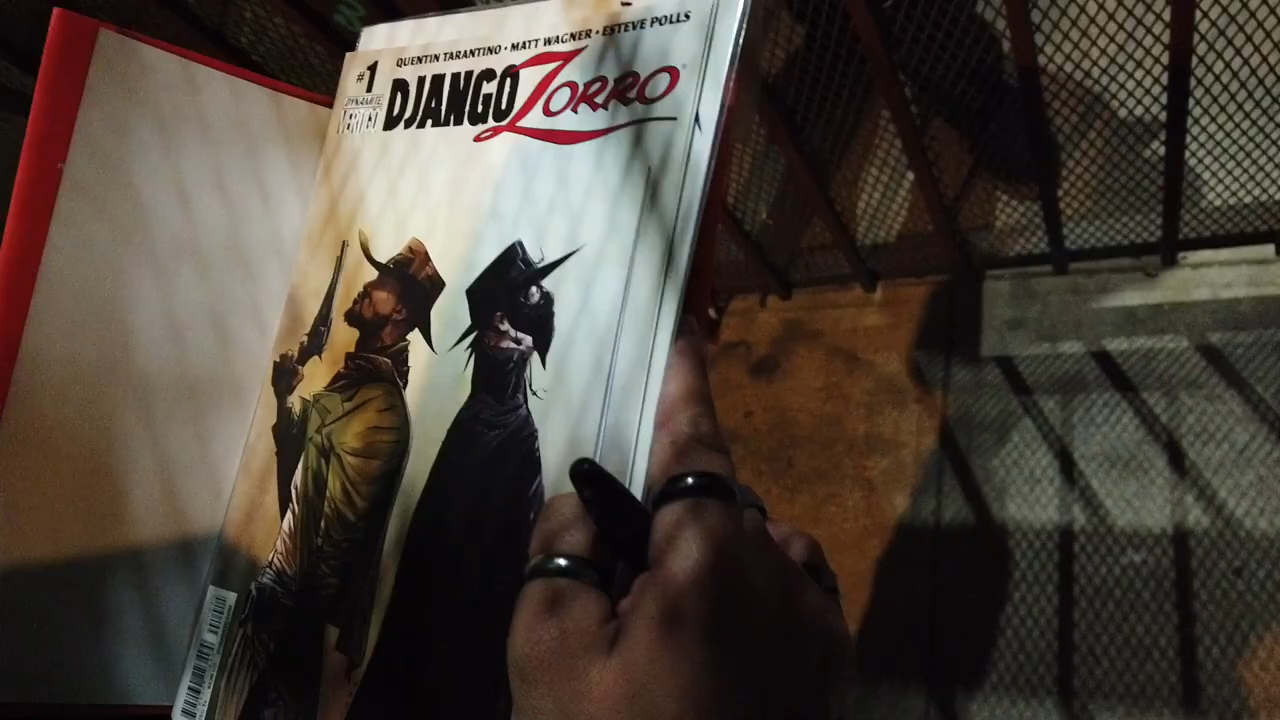 QUENTIN TARANTINO • MATT WAGNER • ESTEVE POLLS
#1
DYNAMITE
VERTIGO
DJANGO ZORRO